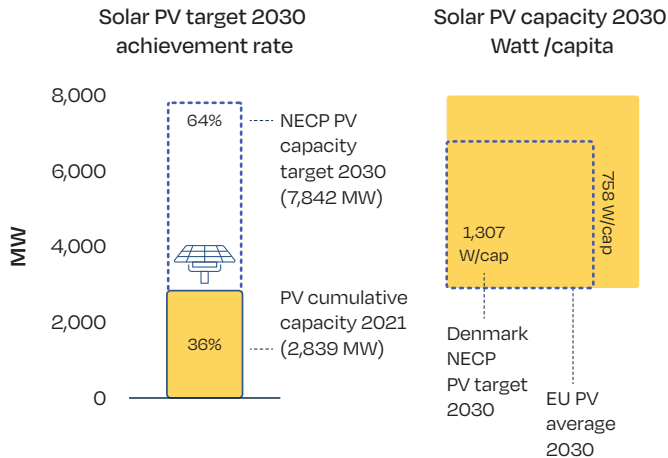 Solar PV target 2030
achievement rate
8,000
6,000
4,000
2,000
0
MW
64%
36%
NECP PV
capacity
target 2030
(7,842 MW)
PV cumulative
capacity 2021
(2,839 MW)
Solar PV capacity 2030
Watt /capita
1,307
W/cap
758 W/cap
Denmark
NECP
PV target
2030
EU PV
average
2030